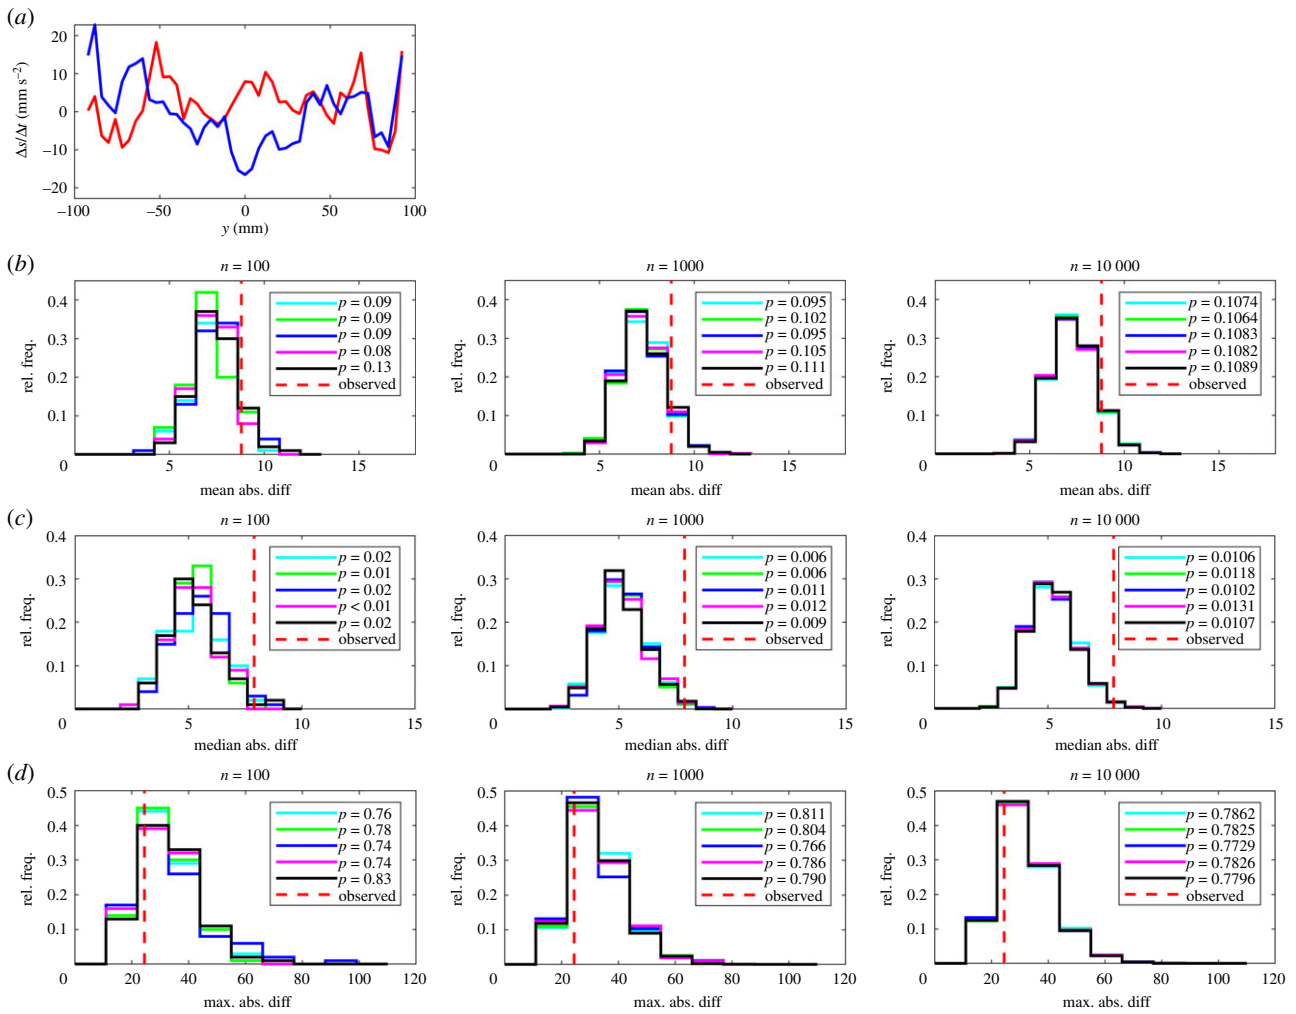 (a)
Δs/Δt (mm s⁻²)
20
10
0
−10
−20
−100
−50
0
50
100
y (mm)
(b)
n = 100
rel. freq.
0.4
0.3
0.2
0.1
0
5
10
15
mean abs. diff
p = 0.09
p = 0.09
p = 0.09
p = 0.08
p = 0.13
observed
n = 1000
rel. freq.
0.4
0.3
0.2
0.1
0
5
10
15
mean abs. diff
p = 0.095
p = 0.102
p = 0.095
p = 0.105
p = 0.111
observed
n = 10 000
rel. freq.
0.4
0.3
0.2
0.1
0
5
10
15
mean abs. diff
p = 0.1074
p = 0.1064
p = 0.1083
p = 0.1082
p = 0.1089
observed
(c)
n = 100
rel. freq.
0.4
0.3
0.2
0.1
0
5
10
15
median abs. diff
p = 0.02
p = 0.01
p = 0.02
p < 0.01
p = 0.02
observed
n = 1000
rel. freq.
0.4
0.3
0.2
0.1
0
5
10
15
median abs. diff
p = 0.006
p = 0.006
p = 0.011
p = 0.012
p = 0.009
observed
n = 10 000
rel. freq.
0.4
0.3
0.2
0.1
0
5
10
15
median abs. diff
p = 0.0106
p = 0.0118
p = 0.0102
p = 0.0131
p = 0.0107
observed
(d)
n = 100
rel. freq.
0.5
0.4
0.3
0.2
0.1
0
20
40
60
80
100
120
max. abs. diff
p = 0.76
p = 0.78
p = 0.74
p = 0.74
p = 0.83
observed
n = 1000
rel. freq.
0.5
0.4
0.3
0.2
0.1
0
20
40
60
80
100
120
max. abs. diff
p = 0.811
p = 0.804
p = 0.766
p = 0.786
p = 0.790
observed
n = 10 000
rel. freq.
0.5
0.4
0.3
0.2
0.1
0
20
40
60
80
100
120
max. abs. diff
p = 0.7862
p = 0.7825
p = 0.7729
p = 0.7826
p = 0.7796
observed